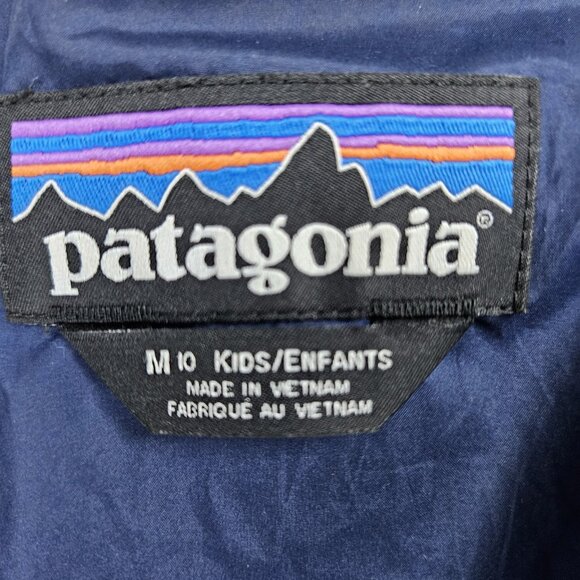 patagonia®
M 10 KIDS/ENFANTS
MADE IN VIETNAM
FABRIQUÉ AU VIETNAM